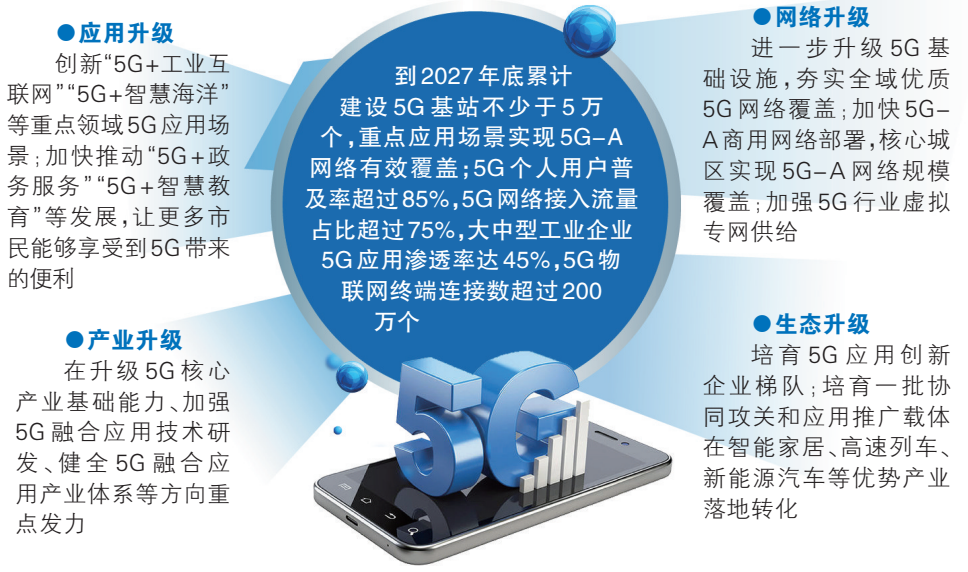 ●应用升级
创新“5G+工业互
联网”“5G+智慧海洋”
等重点领域5G应用场
景;加快推动“5G+政
务服务”“5G+智慧教
育”等发展,让更多市
民能够享受到5G带来
的便利
●产业升级
在升级5G核心
产业基础能力、加强
5G融合应用技术研
发、健全5G融合应
用产业体系等方向重
点发力
到2027年底累计
建设5G基站不少于5万
个,重点应用场景实现5G-A
网络有效覆盖;5G个人用户普
及率超过85%,5G网络接入流量
占比超过75%,大中型工业企业
5G应用渗透率达45%,5G物
联网终端连接数超过200
万个
5G
●网络升级
进一步升级5G基
础设施,夯实全域优质
5G网络覆盖;加快5G-
A商用网络部署,核心城
区实现5G-A网络规模
覆盖;加强5G行业虚拟
专网供给
●生态升级
培育5G应用创新
企业梯队;培育一批协
同攻关和应用推广载体
在智能家居、高速列车、
新能源汽车等优势产业
落地转化